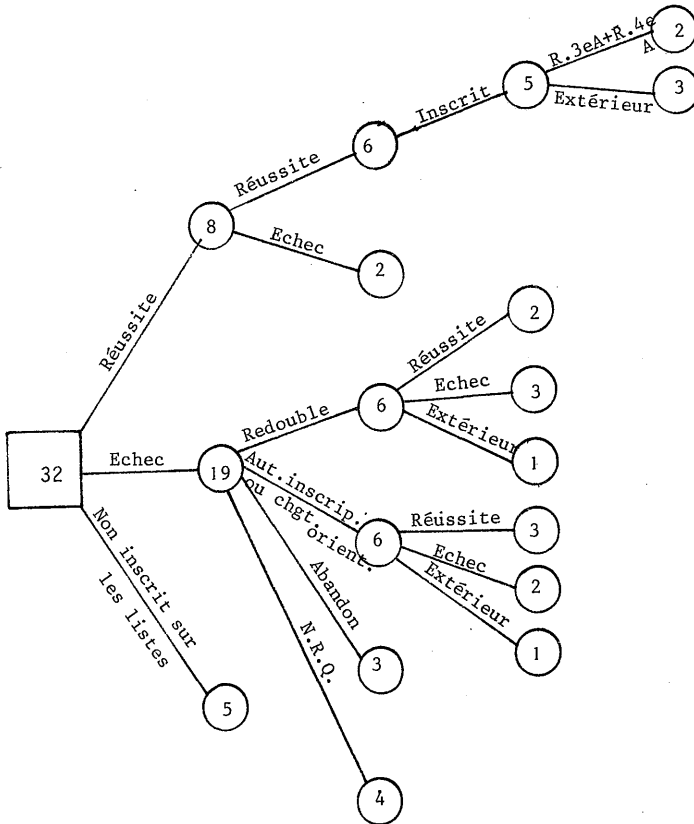 R.3eA+R.4e
A
2
5
Extérieur
3
Inscrit
6
Réussite
8
Echec
2
Réussite
32
Echec
19
Redouble
6
Réussite
2
Echec
3
Extérieur
1
Aut.inscrip.
ou chgt.
orient.
6
Réussite
3
Echec
2
Extérieur
1
Abandon
3
N.R.Q.
4
Non inscrit sur
les listes
5